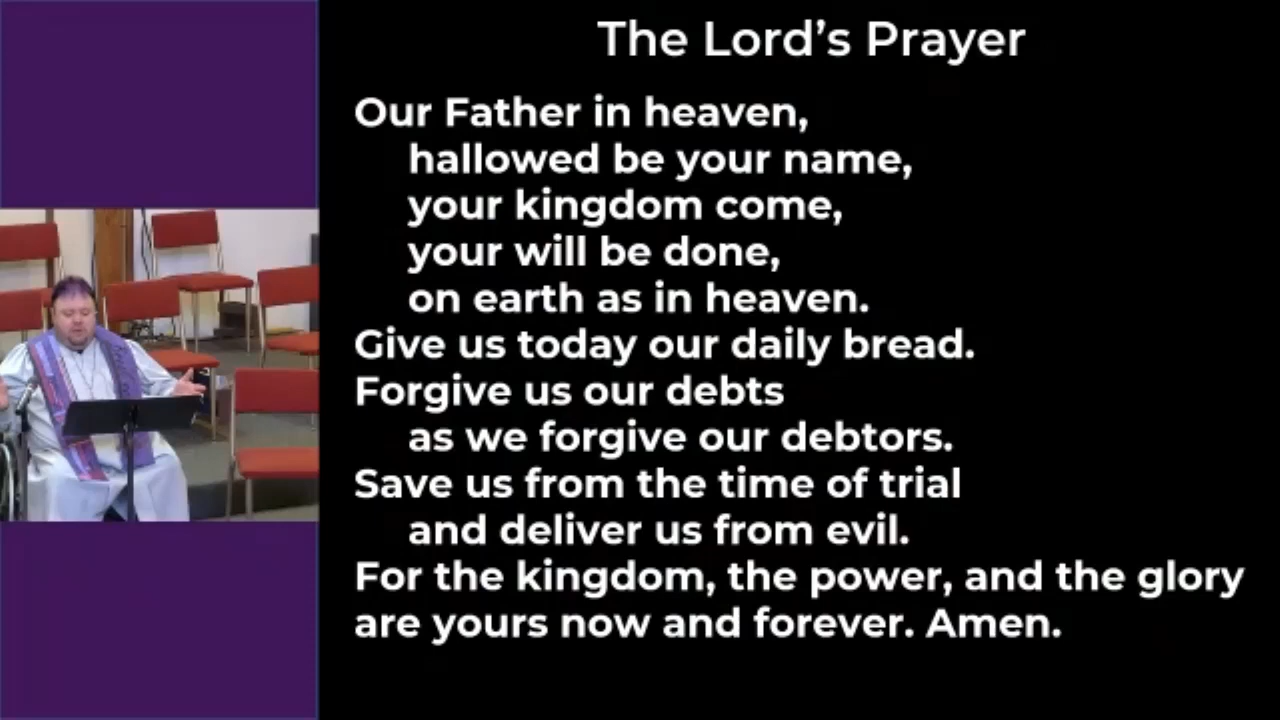 The Lord’s Prayer
Our Father in heaven,
hallowed be your name,
your kingdom come,
your will be done,
on earth as in heaven.
Give us today our daily bread.
Forgive us our debts
as we forgive our debtors.
Save us from the time of trial
and deliver us from evil.
For the kingdom, the power, and the glory
are yours now and forever. Amen.